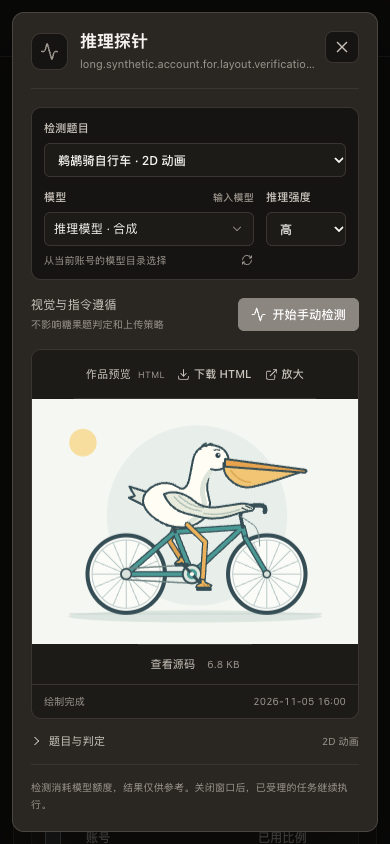 推理探针
long.synthetic.account.for.layout.verificatio...
检测题目
鹈鹕骑自行车 · 2D 动画
模型 输入模型 推理强度
推理模型 · 合成 高
从当前账号的模型目录选择
视觉与指令遵循
不影响糖果题判定和上传策略
开始手动检测
作品预览 HTML 下载 HTML 放大
查看源码 6.8 KB
绘制完成 2026-11-05 16:00
题目与判定 2D 动画
检测消耗模型额度，结果仅供参考。关闭窗口后，已受理的任务继续执
行。
账号 已用比例